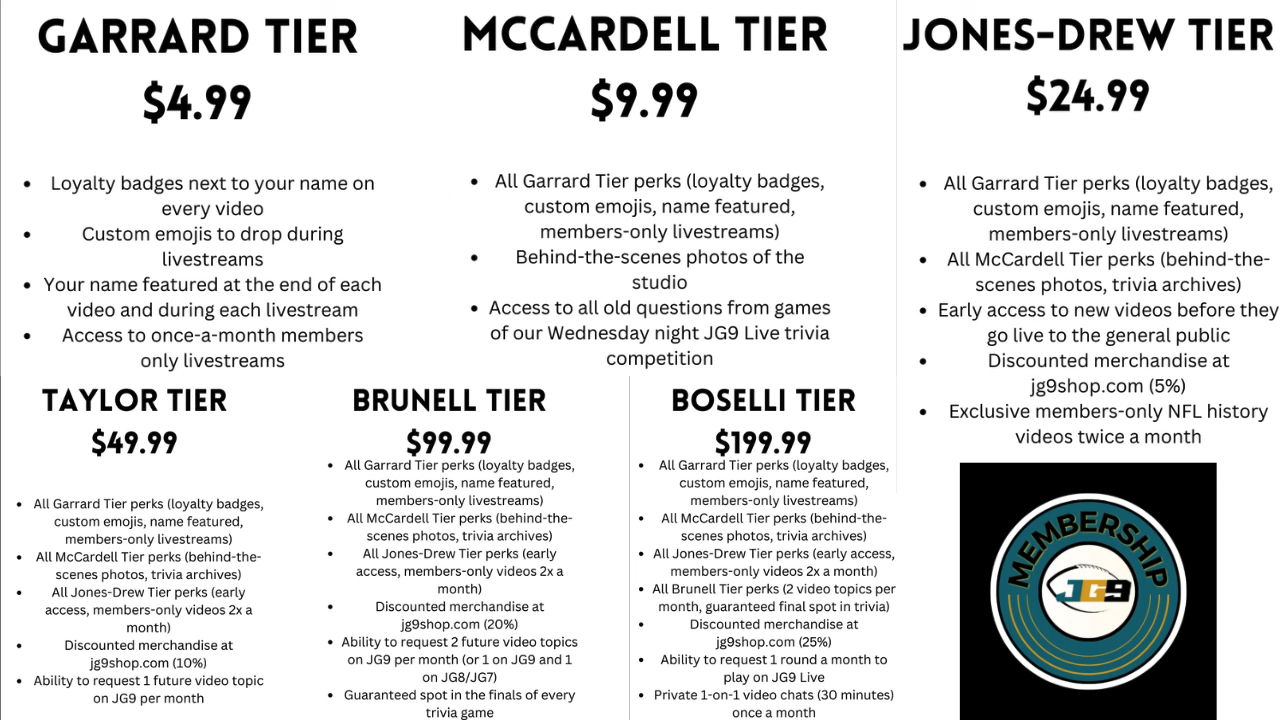 GARRARD TIER
$4.99
• Loyalty badges next to your name on
every video
• Custom emojis to drop during
livestreams
• Your name featured at the end of each
video and during each livestream
• Access to once-a-month members
only livestreams
MCCARDELL TIER
$9.99
• All Garrard Tier perks (loyalty badges,
custom emojis, name featured,
members-only livestreams)
• Behind-the-scenes photos of the
studio
• Access to all old questions from games
of our Wednesday night JG9 Live trivia
competition
JONES-DREW TIER
$24.99
• All Garrard Tier perks (loyalty badges,
custom emojis, name featured,
members-only livestreams)
• All McCardell Tier perks (behind-the-
scenes photos, trivia archives)
• Early access to new videos before they
go live to the general public
• Discounted merchandise at
jg9shop.com (5%)
• Exclusive members-only NFL history
videos twice a month
TAYLOR TIER
$49.99
• All Garrard Tier perks (loyalty badges,
custom emojis, name featured,
members-only livestreams)
• All McCardell Tier perks (behind-the-
scenes photos, trivia archives)
• All Jones-Drew Tier perks (early
access, members-only videos 2x a
month)
• Discounted merchandise at
jg9shop.com (10%)
• Ability to request 1 future video topic
on JG9 per month
BRUNELL TIER
$99.99
• All Garrard Tier perks (loyalty badges,
custom emojis, name featured,
members-only livestreams)
• All McCardell Tier perks (behind-the-
scenes photos, trivia archives)
• All Jones-Drew Tier perks (early
access, members-only videos 2x a
month)
• Discounted merchandise at
jg9shop.com (20%)
• Ability to request 2 future video topics
on JG9 per month (or 1 on JG9 and 1
on JG8/JG7)
• Guaranteed spot in the finals of every
trivia game
BOSELLI TIER
$199.99
• All Garrard Tier perks (loyalty badges,
custom emojis, name featured,
members-only livestreams)
• All McCardell Tier perks (behind-the-
scenes photos, trivia archives)
• All Jones-Drew Tier perks (early access,
members-only videos 2x a month)
• All Brunell Tier perks (2 video topics per
month, guaranteed final spot in trivia)
• Discounted merchandise at
jg9shop.com (25%)
• Ability to request 1 round a month to
play on JG9 Live
• Private 1-on-1 video chats (30 minutes)
once a month
MEMBERSHIP
JG9